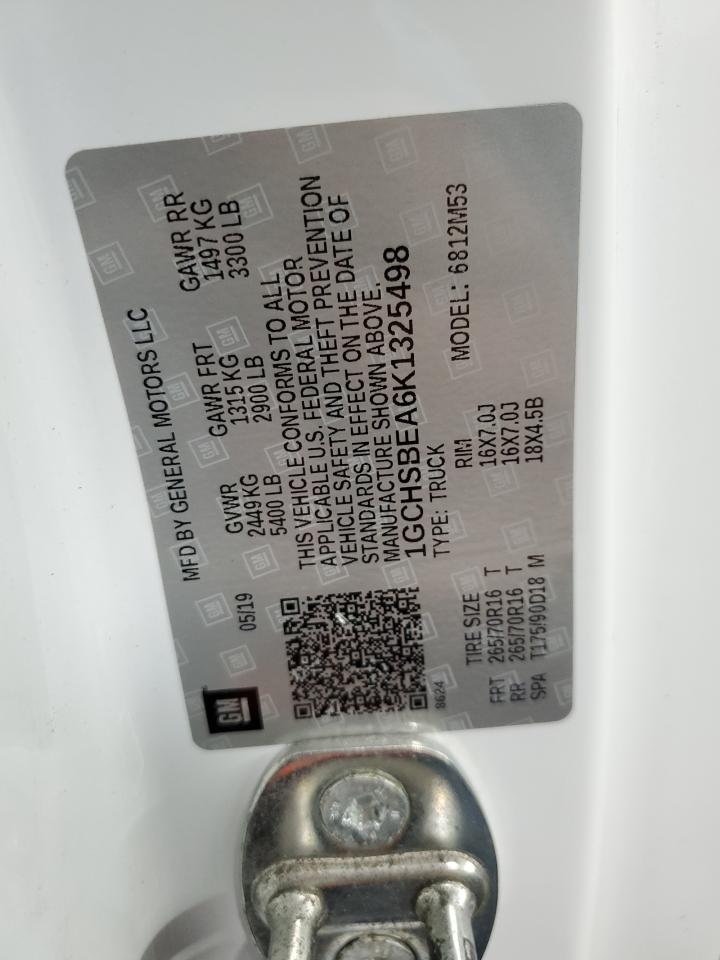 GM
MFD BY GENERAL MOTORS LLC
05/19
GVWR GAWR FRT GAWR RR
2449 KG 1315 KG 1497 KG
5400 LB 2900 LB 3300 LB
THIS VEHICLE CONFORMS TO ALL
APPLICABLE U.S. FEDERAL MOTOR
VEHICLE SAFETY AND THEFT PREVENTION
STANDARDS IN EFFECT ON THE DATE OF
MANUFACTURE SHOWN ABOVE.
1GCHSBEA6K1325498
8624
TYPE: TRUCK MODEL: 6812M53
TIRE SIZE RIM
FRT 265/70R16 T 16X7.0J
RR 265/70R16 T 16X7.0J
SPA T175/90D18 M 18X4.5B